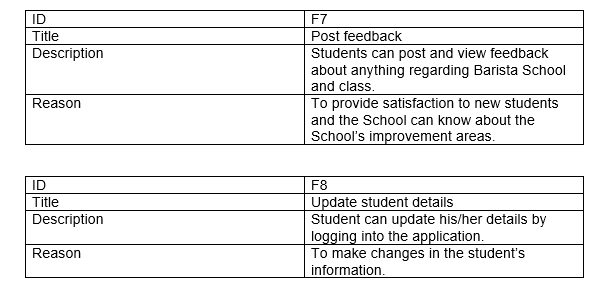 ID F7
Title Post feedback
Description Students can post and view feedback
about anything regarding Barista School
and class.
Reason To provide satisfaction to new students
and the School can know about the
School's improvement areas.
ID F8
Title Update student details
Description Student can update his/her details by
logging into the application.
Reason To make changes in the student's
information.